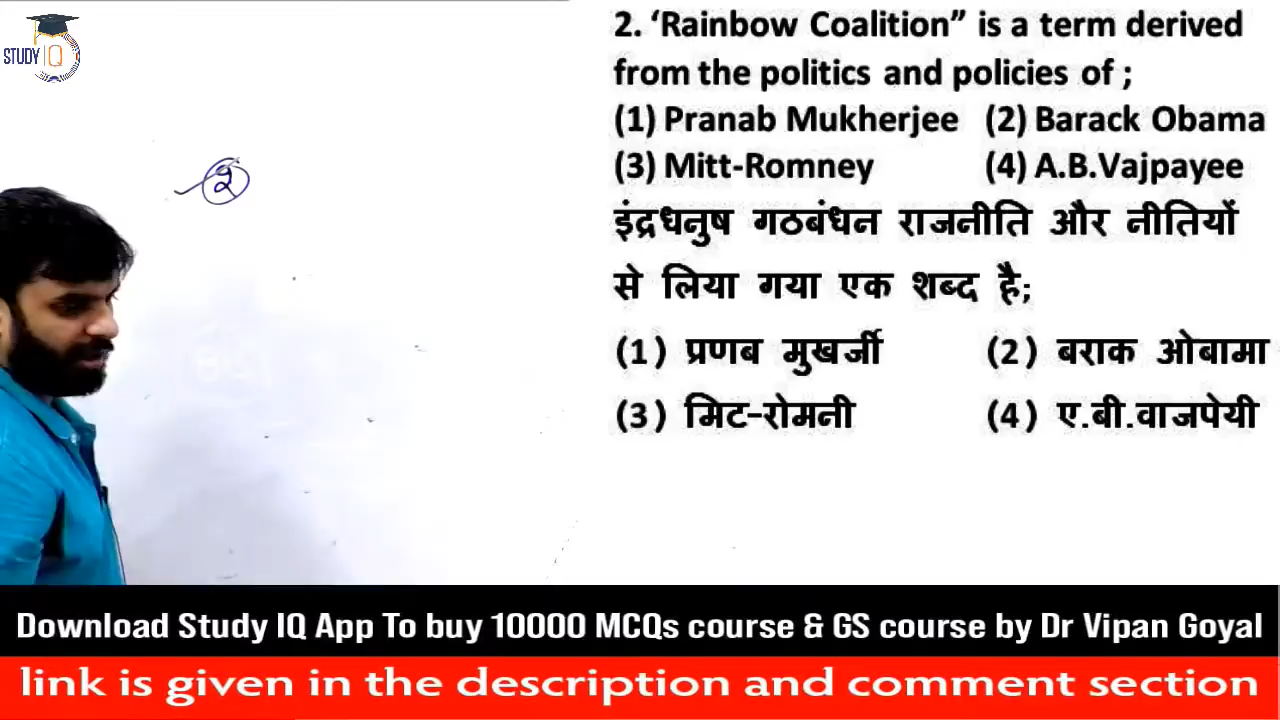 STUDY IQ
2
2. ‘Rainbow Coalition” is a term derived
from the politics and policies of ;
(1) Pranab Mukherjee (2) Barack Obama
(3) Mitt-Romney (4) A.B.Vajpayee
इंद्रधनुष गठबंधन राजनीति और नीतियों
से लिया गया एक शब्द है;
(1) प्रणब मुखर्जी (2) बराक ओबामा
(3) मिट-रोमनी (4) ए.बी.वाजपेयी
Download Study IQ App To buy 10000 MCQs course & GS course by Dr Vipan Goyal
link is given in the description and comment section